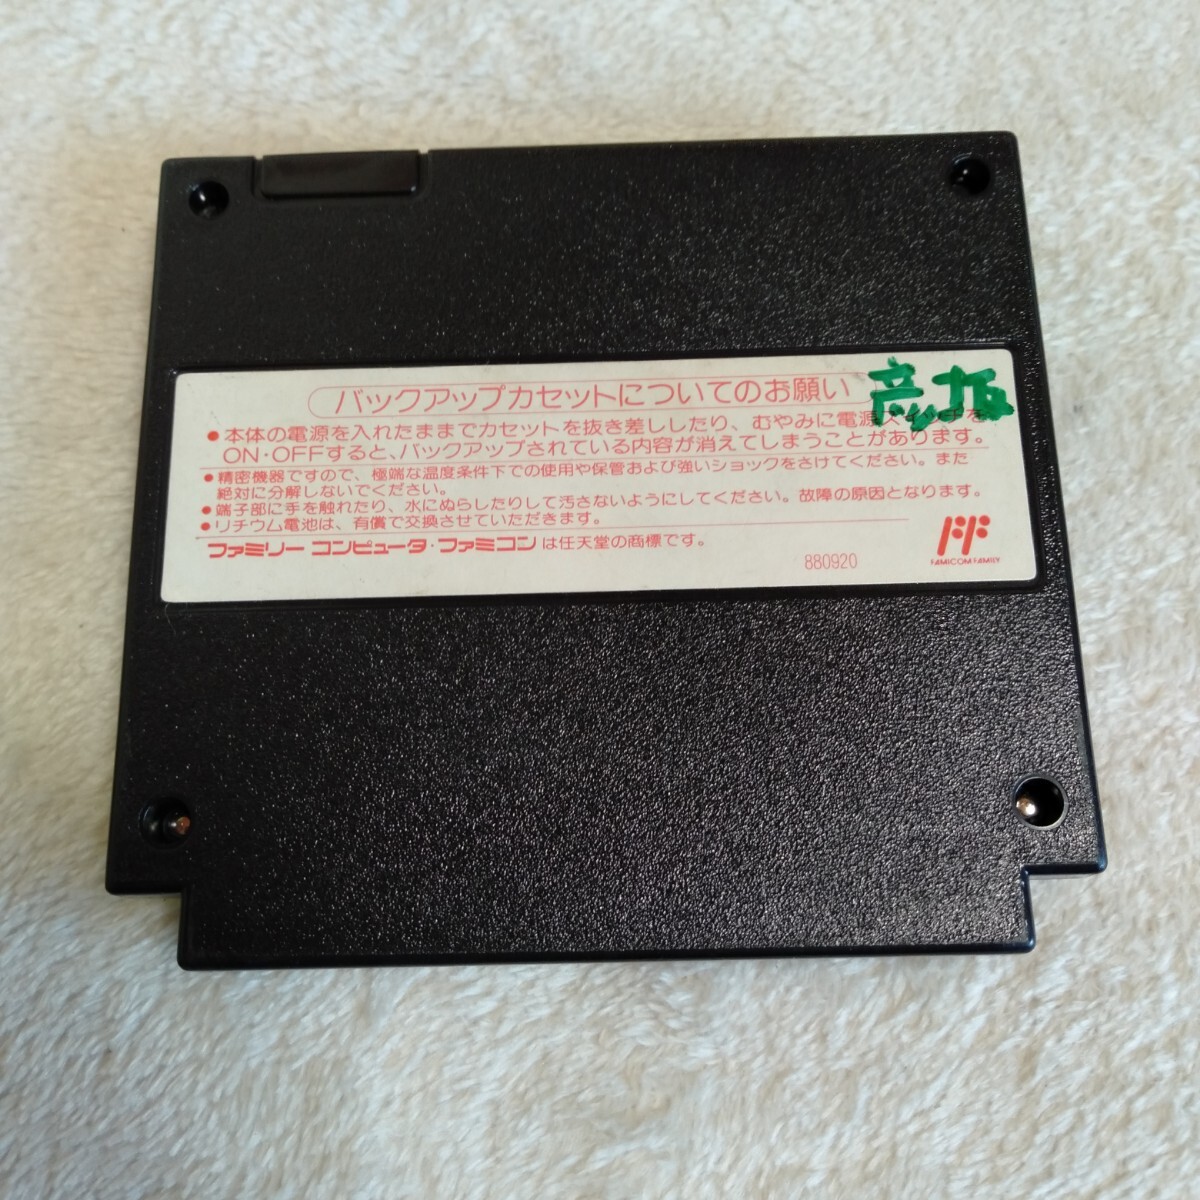 バックアップカセットについてのお願い
●本体の電源を入れたままでカセットを抜き差ししたり、むやみに電源スイッチを
ON・OFFすると、バックアップされている内容が消えてしまうことがあります。
●精密機器ですので、極端な温度条件下での使用や保管および強いショックをさけてください。また
絶対に分解しないでください。
●端子部に手を触れたり、水にぬらしたりして汚さないようにしてください。故障の原因となります。
●リチウム電池は、有償で交換させていただきます。
ファミリー コンピュータ・ファミコン は任天堂の商標です。
880920
FAMICOM FAMILY